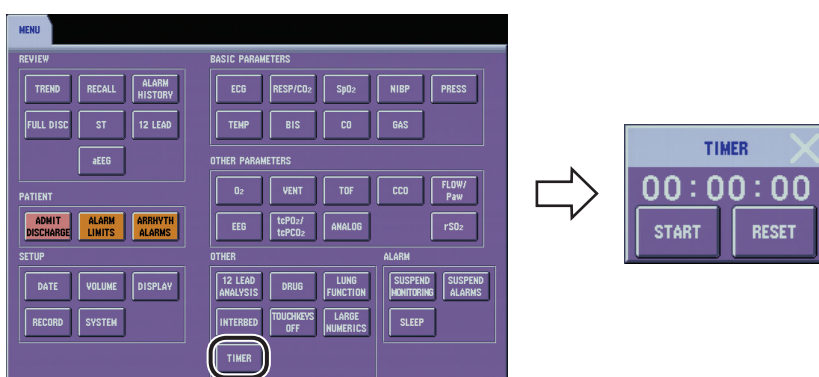 MENU
REVIEW
TREND RECALL ALARM HISTORY
FULL DISC ST 12 LEAD
aEEG
PATIENT
ADMIT DISCHARGE ALARM LIMITS ARRHYTH ALARMS
SETUP
DATE VOLUME DISPLAY
RECORD SYSTEM
BASIC PARAMETERS
ECG RESP/CO2 SpO2 NIBP PRESS
TEMP BIS CO GAS
OTHER PARAMETERS
O2 VENT TOF CCO FLOW/Paw
EEG tcPO2/tcPCO2 ANALOG rSO2
OTHER
12 LEAD ANALYSIS DRUG LUNG FUNCTION
INTERBED TOUCHKEYS OFF LARGE NUMERICS
TIMER
ALARM
SUSPEND MONITORING SUSPEND ALARMS
SLEEP
TIMER
00:00:00
START RESET